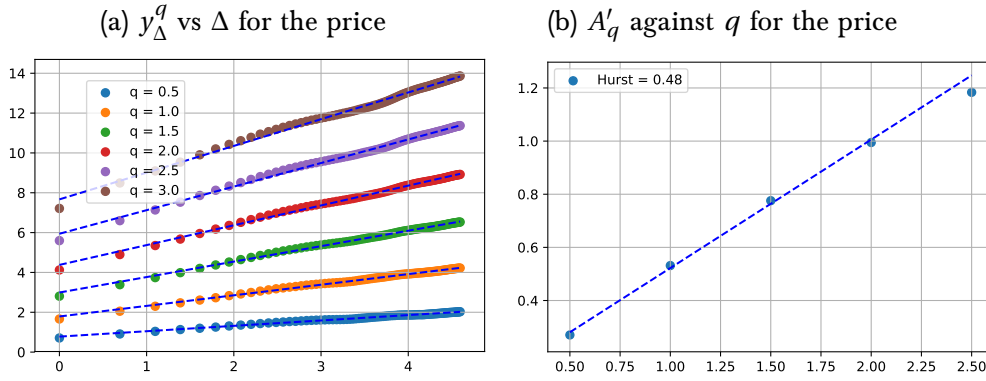 (a) $y_\Delta^q$ vs Δ for the price
14
12
10
8
6
4
2
0
q = 0.5
q = 1.0
q = 1.5
q = 2.0
q = 2.5
q = 3.0
0 1 2 3 4
(b) $A'_q$ against $q$ for the price
1.2
1.0
0.8
0.6
0.4
Hurst = 0.48
0.50 0.75 1.00 1.25 1.50 1.75 2.00 2.25 2.50